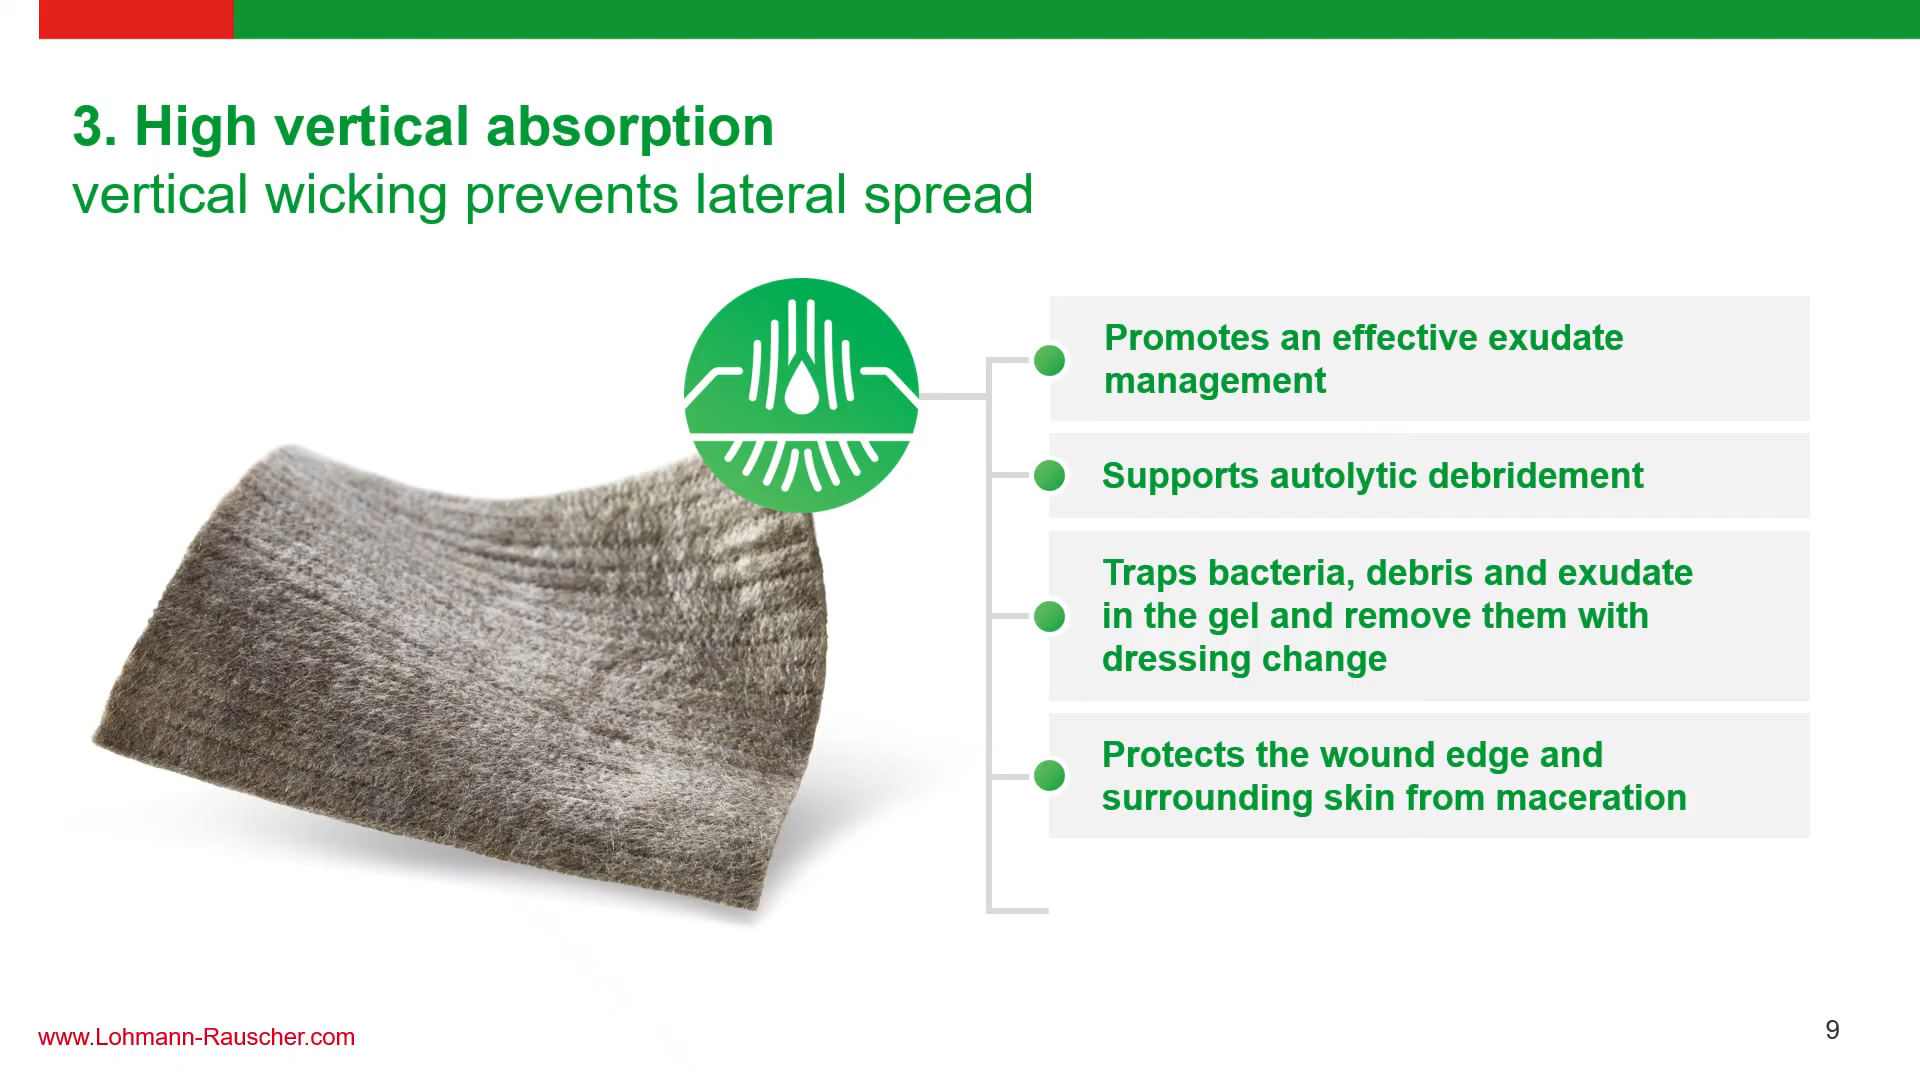 3. High vertical absorption
vertical wicking prevents lateral spread
Promotes an effective exudate
management
Supports autolytic debridement
Traps bacteria, debris and exudate
in the gel and remove them with
dressing change
Protects the wound edge and
surrounding skin from maceration
www.Lohmann-Rauscher.com
9